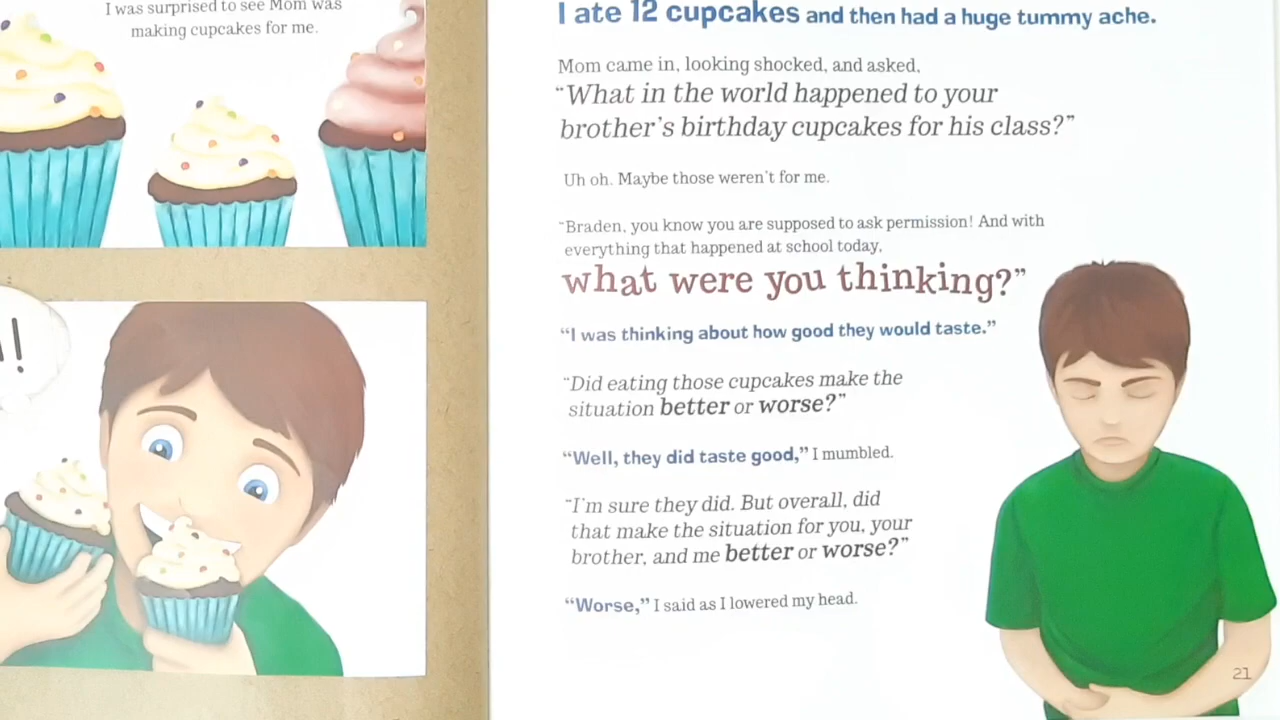 I was surprised to see Mom was
making cupcakes for me.
!
I ate 12 cupcakes and then had a huge tummy ache.
Mom came in, looking shocked, and asked,
“What in the world happened to your
brother’s birthday cupcakes for his class?”
Uh oh. Maybe those weren’t for me.
“Braden, you know you are supposed to ask permission! And with
everything that happened at school today,
what were you thinking?”
“I was thinking about how good they would taste.”
“Did eating those cupcakes make the
situation better or worse?”
“Well, they did taste good,” I mumbled.
“I’m sure they did. But overall, did
that make the situation for you, your
brother, and me better or worse?”
“Worse,” I said as I lowered my head.
21